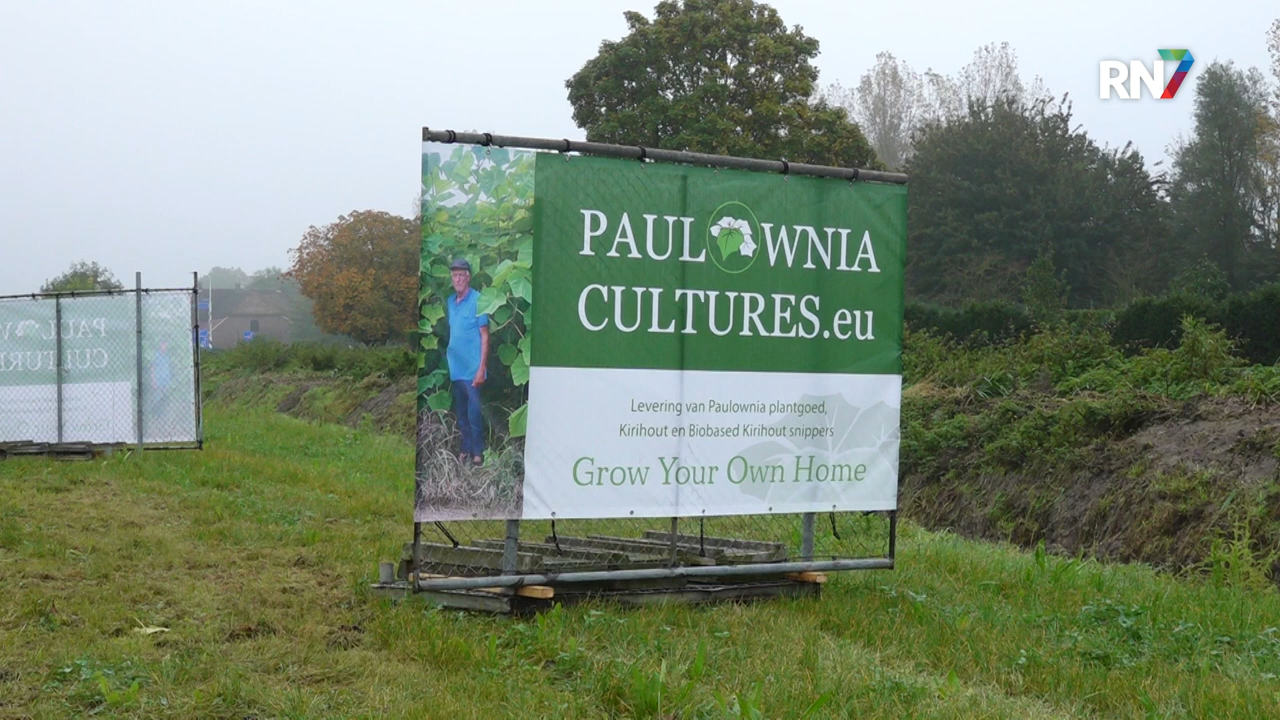 RN7
PAULOWNIA
CULTURES.eu
Levering van Paulownia plantgoed,
Kirihout en Biobased Kirihout snippers
Grow Your Own Home